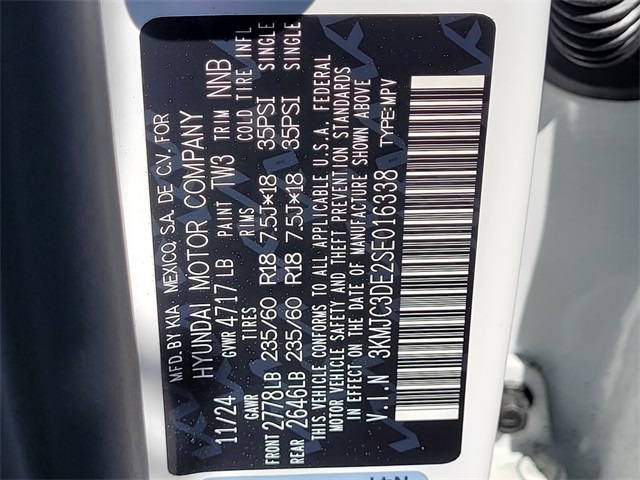 MFD.BY KIA MEXICO, S.A. DE C.V. FOR
HYUNDAI MOTOR COMPANY
11/24 GVWR 4717 LB PAINT TW3 TRIM NNB
GAWR TIRES RIMS COLD TIRE INFL
FRONT 2778LB 235/60 R18 7.5J*18 35PSI SINGLE
REAR 2646LB 235/60 R18 7.5J*18 35PSI SINGLE
THIS VEHICLE CONFORMS TO ALL APPLICABLE U.S.A. FEDERAL
MOTOR VEHICLE SAFETY AND THEFT PREVENTION STANDARDS
IN EFFECT ON THE DATE OF MANUFACTURE SHOWN ABOVE
V.I.N 3KMJC3DE2SE016338 TYPE:MPV